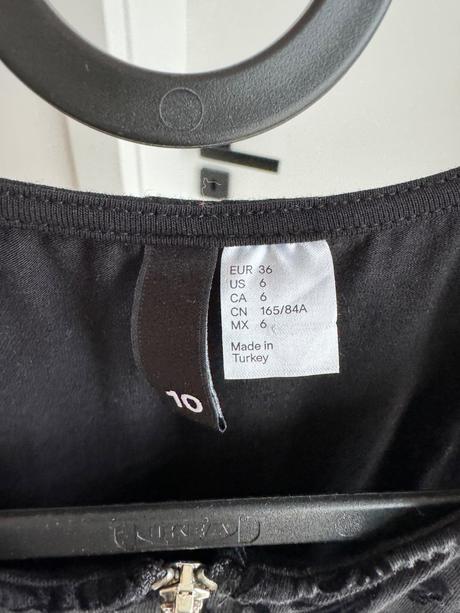 EUR 36
US 6
CA 6
CN 165/84A
MX 6
Made in
Turkey
10